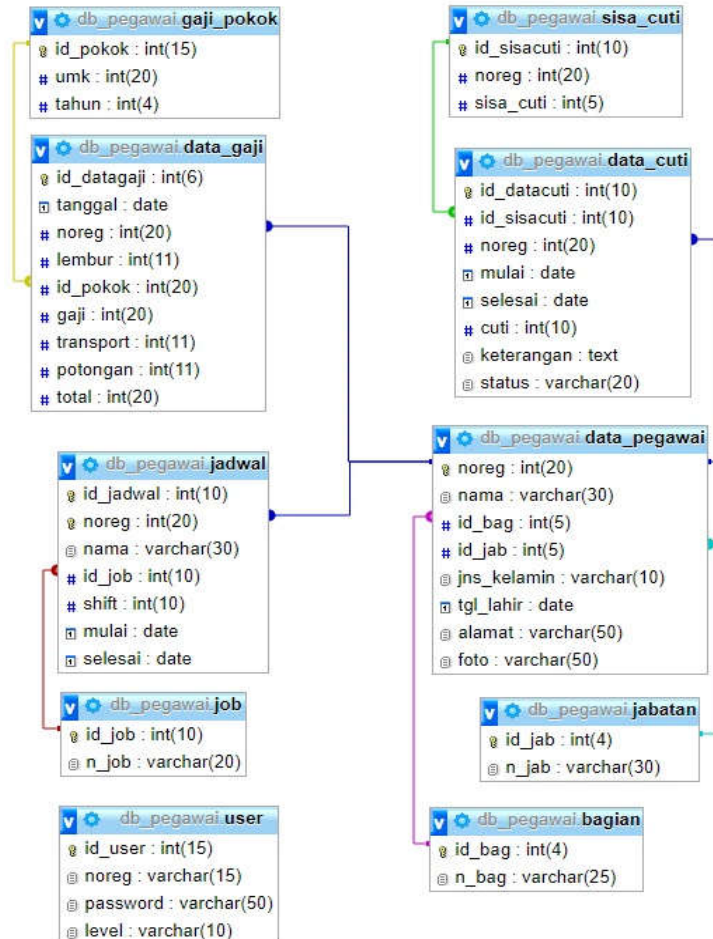 db_pegawai.gaji_pokok
id_pokok : int(15)
umk : int(20)
tahun : int(4)
db_pegawai.data_gaji
id_datagaji : int(6)
tanggal : date
noreg : int(20)
lembur : int(11)
id_pokok : int(20)
gaji : int(20)
transport : int(11)
potongan : int(11)
total : int(20)
db_pegawai.jadwal
id_jadwal : int(10)
noreg : int(20)
nama : varchar(30)
id_job : int(10)
shift : int(10)
mulai : date
selesai : date
db_pegawai.job
id_job : int(10)
n_job : varchar(20)
db_pegawai.user
id_user : int(15)
noreg : varchar(15)
password : varchar(50)
level : varchar(10)
db_pegawai.sisa_cuti
id_sisacuti : int(10)
noreg : int(20)
sisa_cuti : int(5)
db_pegawai.data_cuti
id_datacuti : int(10)
id_sisacuti : int(10)
noreg : int(20)
mulai : date
selesai : date
cuti : int(10)
keterangan : text
status : varchar(20)
db_pegawai.data_pegawai
noreg : int(20)
nama : varchar(30)
id_bag : int(5)
id_jab : int(5)
jns_kelamin : varchar(10)
tgl_lahir : date
alamat : varchar(50)
foto : varchar(50)
db_pegawai.jabatan
id_jab : int(4)
n_jab : varchar(30)
db_pegawai.bagian
id_bag : int(4)
n_bag : varchar(25)